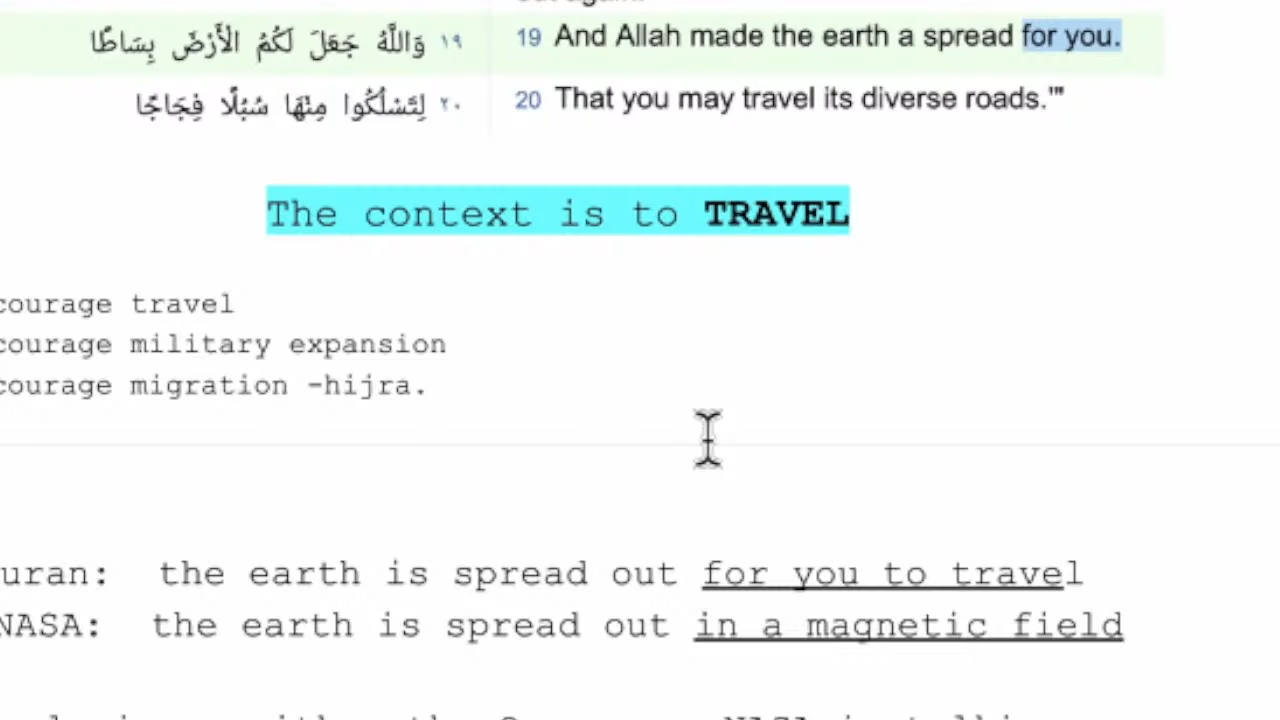 ١٩ وَاللَّهُ جَعَلَ لَكُمُ الْأَرْضَ بِسَاطًا
19 And Allah made the earth a spread for you.
٢٠ لِتَسْلُكُوا مِنْهَا سُبُلًا فِجَاجًا
20 That you may travel its diverse roads.'"
The context is to TRAVEL
courage travel
courage military expansion
courage migration -hijra.
uran: the earth is spread out for you to travel
NASA: the earth is spread out in a magnetic field